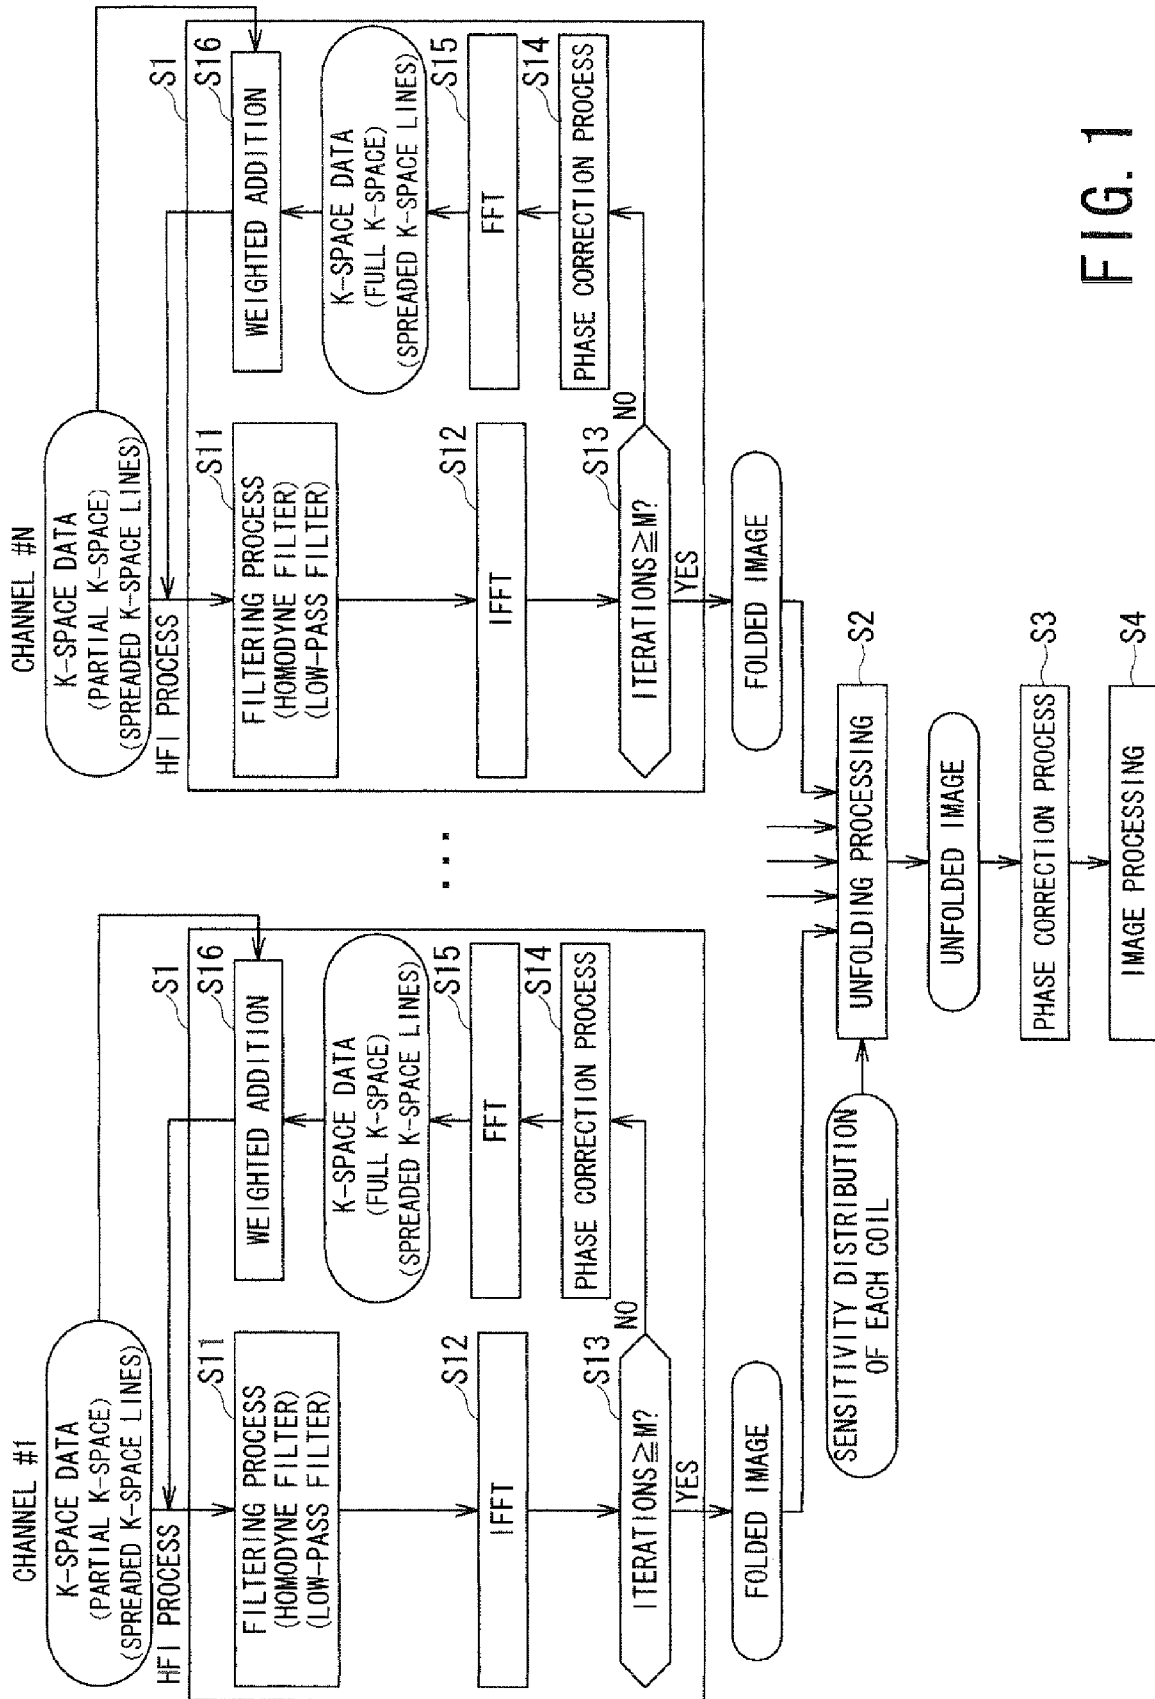 CHANNEL #1
K-SPACE DATA
(PARTIAL K-SPACE)
(SPREADED K-SPACE LINES)
HFI PROCESS
S1
S11
FILTERING PROCESS
(HOMODYNE FILTER)
(LOW-PASS FILTER)
S12
IFFT
S13
ITERATIONS≧M?
NO
YES
S16
WEIGHTED ADDITION
K-SPACE DATA
(FULL K-SPACE)
(SPREADED K-SPACE LINES)
S15
FFT
S14
PHASE CORRECTION PROCESS
FOLDED IMAGE
...
CHANNEL #N
K-SPACE DATA
(PARTIAL K-SPACE)
(SPREADED K-SPACE LINES)
HFI PROCESS
S1
S11
FILTERING PROCESS
(HOMODYNE FILTER)
(LOW-PASS FILTER)
S12
IFFT
S13
ITERATIONS≧M?
NO
YES
S16
WEIGHTED ADDITION
K-SPACE DATA
(FULL K-SPACE)
(SPREADED K-SPACE LINES)
S15
FFT
S14
PHASE CORRECTION PROCESS
FOLDED IMAGE
SENSITIVITY DISTRIBUTION
OF EACH COIL
UNFOLDING PROCESSING
S2
UNFOLDED IMAGE
PHASE CORRECTION PROCESS
S3
IMAGE PROCESSING
S4
FIG. 1